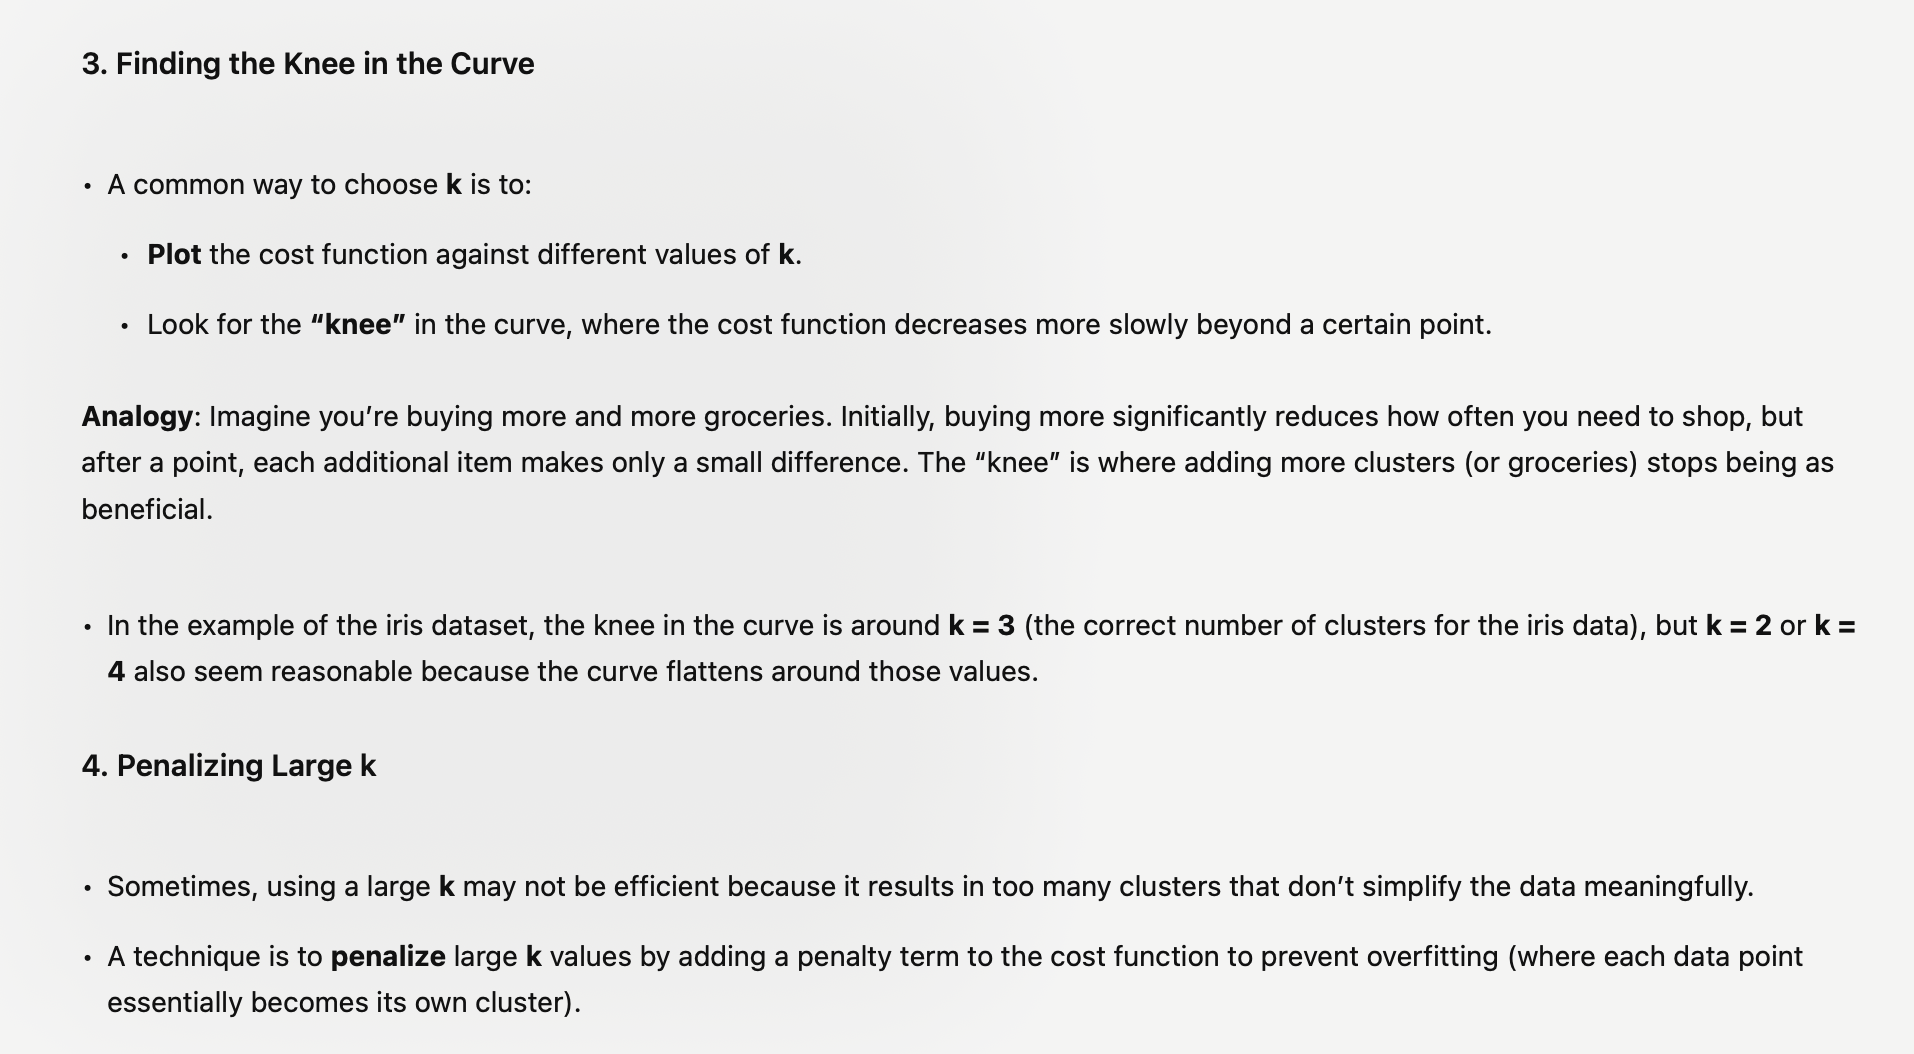 3. Finding the Knee in the Curve
• A common way to choose k is to:
• Plot the cost function against different values of k.
• Look for the “knee” in the curve, where the cost function decreases more slowly beyond a certain point.
Analogy: Imagine you’re buying more and more groceries. Initially, buying more significantly reduces how often you need to shop, but
after a point, each additional item makes only a small difference. The “knee” is where adding more clusters (or groceries) stops being as
beneficial.
• In the example of the iris dataset, the knee in the curve is around k = 3 (the correct number of clusters for the iris data), but k = 2 or k =
4 also seem reasonable because the curve flattens around those values.
4. Penalizing Large k
• Sometimes, using a large k may not be efficient because it results in too many clusters that don’t simplify the data meaningfully.
• A technique is to penalize large k values by adding a penalty term to the cost function to prevent overfitting (where each data point
essentially becomes its own cluster).